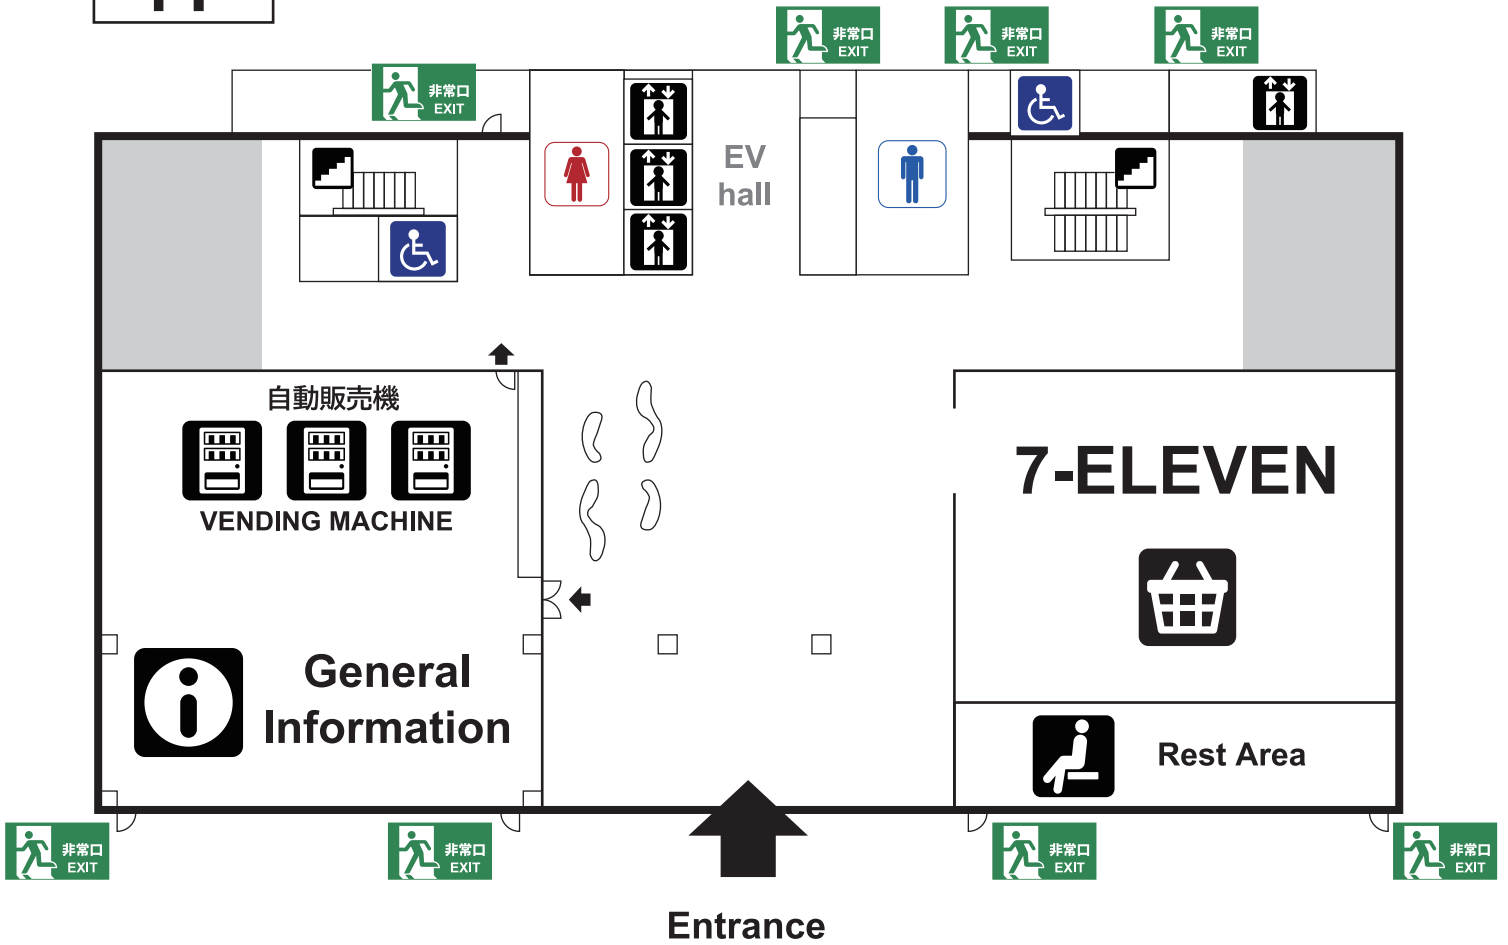 非常口
EXIT
非常口
EXIT
非常口
EXIT
非常口
EXIT
EV
hall
自動販売機
VENDING MACHINE
7-ELEVEN
General
Information
Rest Area
非常口
EXIT
非常口
EXIT
非常口
EXIT
非常口
EXIT
Entrance